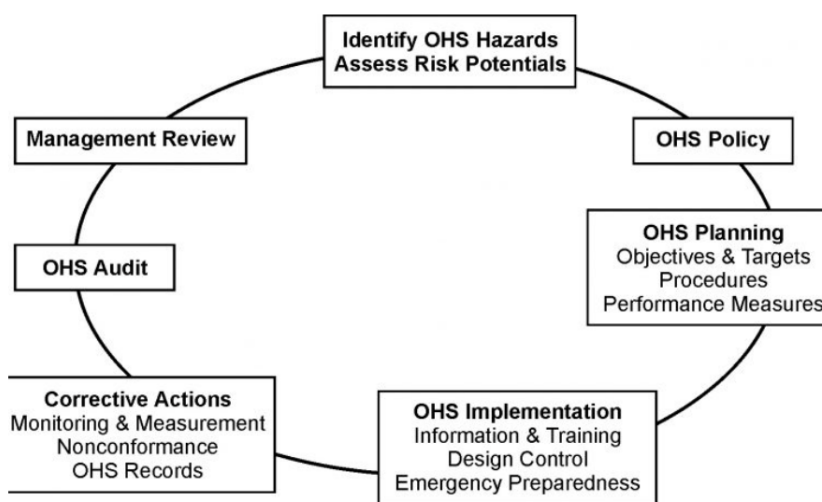 Identify OHS Hazards
Assess Risk Potentials
OHS Policy
OHS Planning
Objectives & Targets
Procedures
Performance Measures
OHS Implementation
Information & Training
Design Control
Emergency Preparedness
Corrective Actions
Monitoring & Measurement
Nonconformance
OHS Records
OHS Audit
Management Review